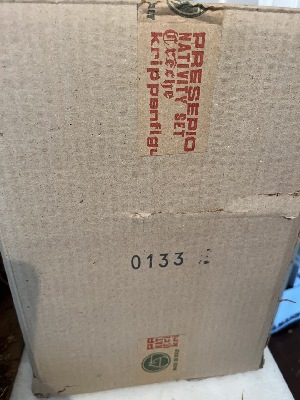 PRESEPIO
NATIVITY SET
Crèche
Krippenfigu
0133